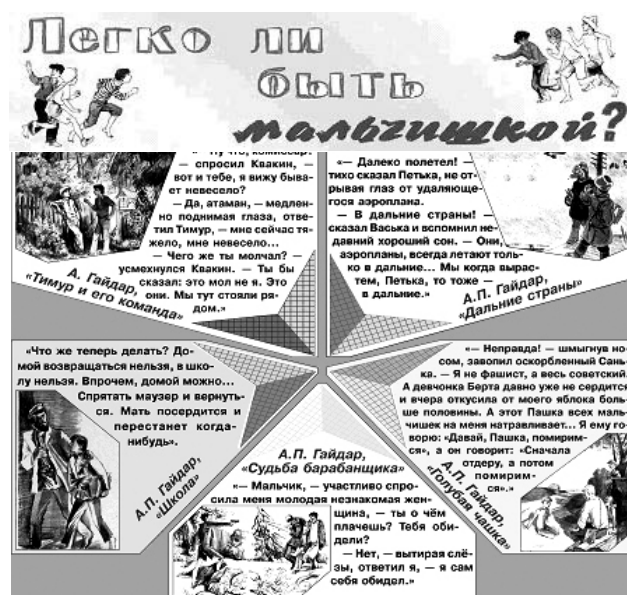 Легко ли
быть
мальчишкой?
— спросил Квакин, —
вот и тебе, я вижу быва-
ет невесело?
— Да, атаман, — медлен-
но поднимая глаза, отве-
тил Тимур, — мне сейчас тя-
жело, мне невесело...
— Чего же ты молчал? —
усмехнулся Квакин. — Ты бы
сказал: это мол не я. Это
они. Мы тут стояли ря-
дом.»
А. Гайдар,
«Тимур и его команда»
«— Далеко полетел! —
тихо сказал Петька, не от-
рывая глаз от удаляюще-
гося аэроплана.
— В дальние страны! —
сказал Васька и вспомнил не-
давний хороший сон. — Они,
аэропланы, всегда летают толь-
ко в дальние... Мы когда вырас-
тем, Петька, то тоже —
в дальние.»
А.П. Гайдар,
«Дальние страны»
«Что же теперь делать? До-
мой возвращаться нельзя, в шко-
лу нельзя. Впрочем, домой можно...
Спрятать маузер и вернуть-
ся. Мать посердится и
перестанет когда-
нибудь».
А.П. Гайдар,
«Школа»
А.П. Гайдар,
«Судьба барабанщика»
«— Мальчик, — участливо спро-
сила меня молодая незнакомая жен-
щина, — ты о чём
плачешь? Тебя оби-
дели?
— Нет, — вытирая слё-
зы, ответил я, — я сам
себя обидел.»
«— Неправда! — шмыгнув но-
сом, завопил оскорбленный Сань-
ка. — Я не фашист, а весь советский.
А девчонка Берта давно уже не сердится
и вчера откусила от моего яблока боль-
ше половины. А этот Пашка всех маль-
чишек на меня натравливает... Я ему го-
ворю: «Давай, Пашка, помирим-
ся», а он говорит: «Сначала
отдеру, а потом
помирим-
ся».»
А.П. Гайдар,
«Голубая чашка»